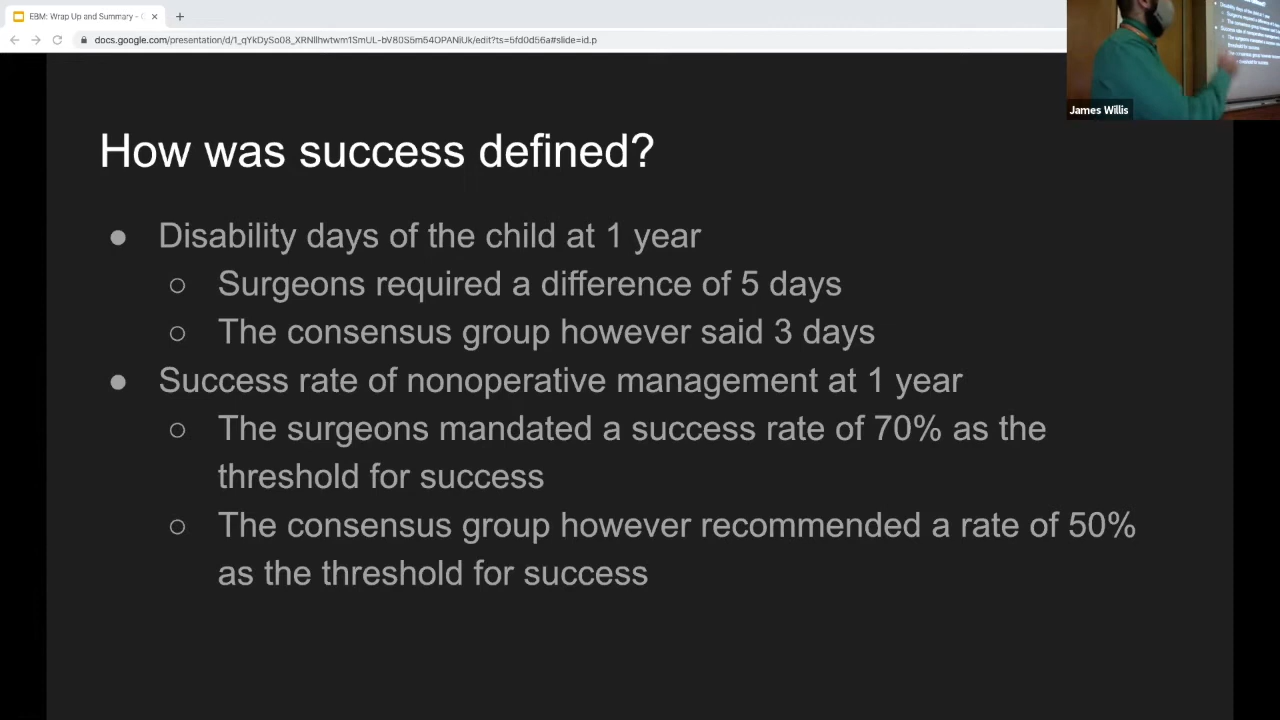 EBM: Wrap Up and Summary - G
docs.google.com/presentation/d/1_qYkDySo08_XRNllhwtwm1SmUL-bV80S5m54OPANiUk/edit?ts=5fd0d56a#slide=id.p
James Willis
How was success defined?
● Disability days of the child at 1 year
○ Surgeons required a difference of 5 days
○ The consensus group however said 3 days
● Success rate of nonoperative management at 1 year
○ The surgeons mandated a success rate of 70% as the
threshold for success
○ The consensus group however recommended a rate of 50%
as the threshold for success